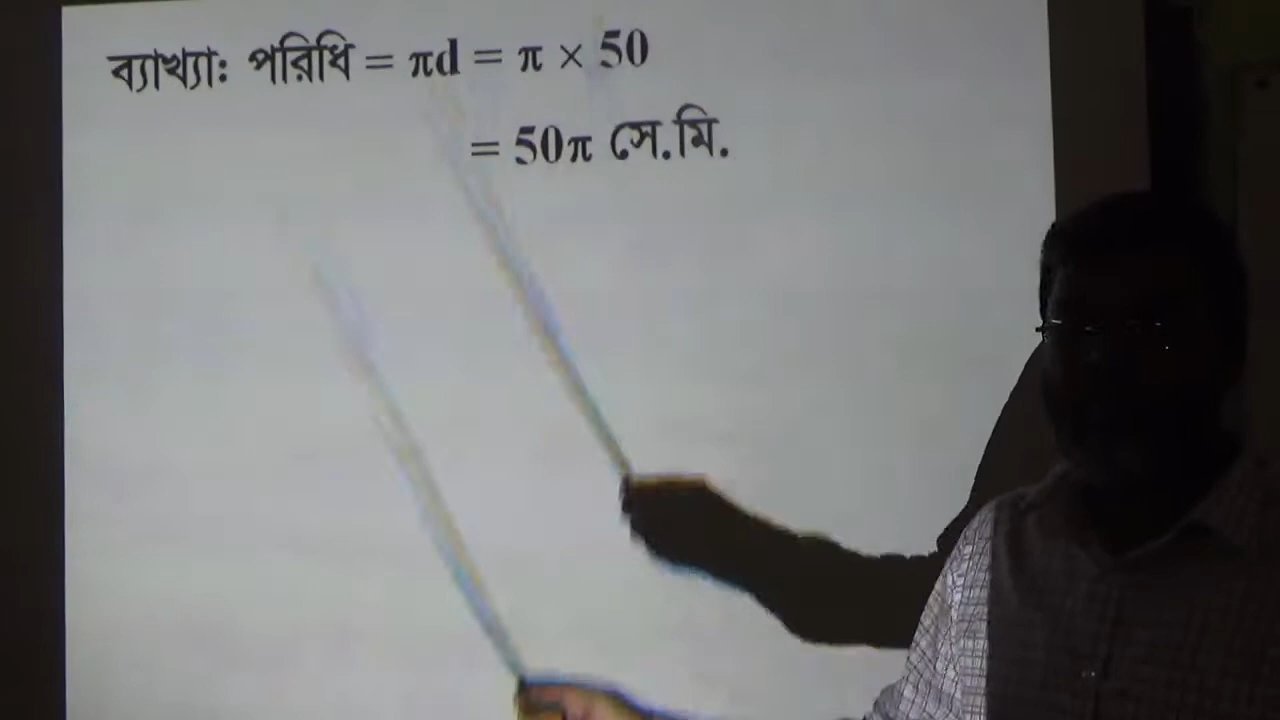 ব্যাখ্যাঃ পরিধি = πd = π × 50
= 50π সে.মি.